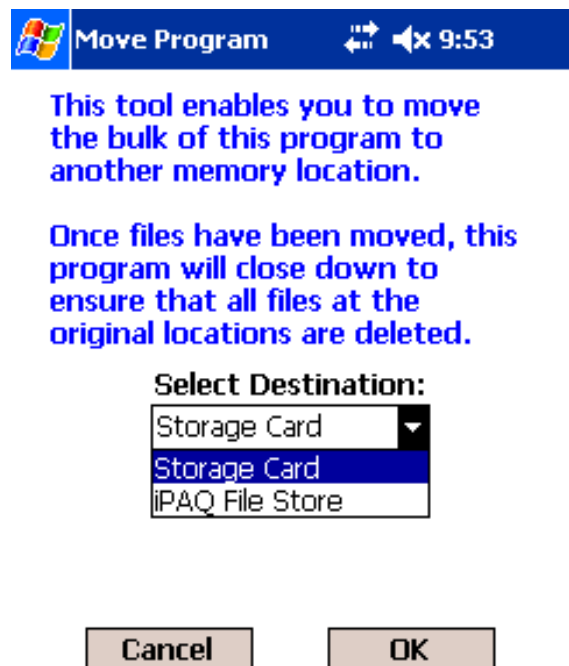 Move Program 9:53
This tool enables you to move
the bulk of this program to
another memory location.
Once files have been moved, this
program will close down to
ensure that all files at the
original locations are deleted.
Select Destination:
Storage Card
Storage Card
iPAQ File Store
Cancel OK